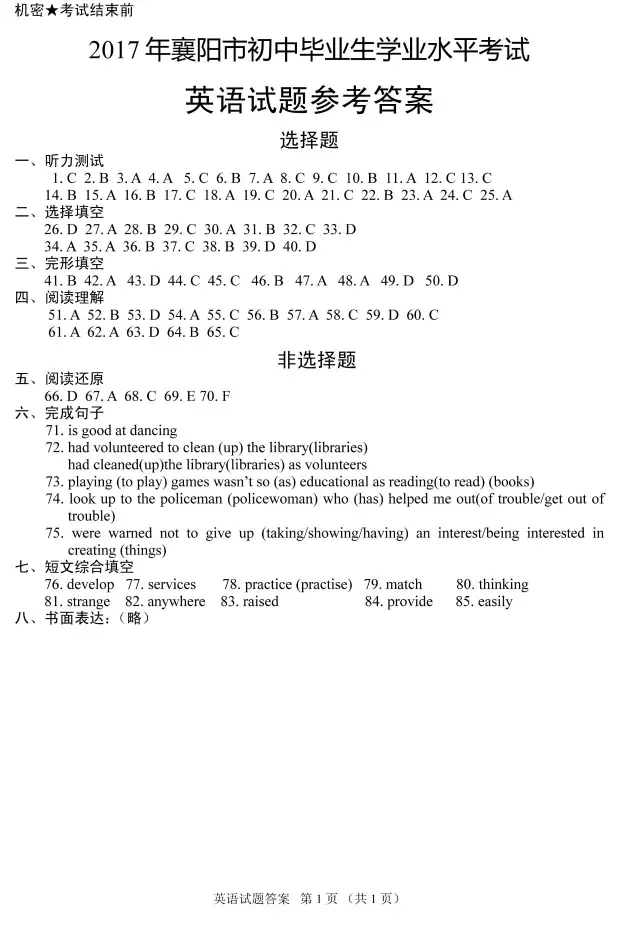 机密★考试结束前
2017 年襄阳市初中毕业生学业水平考试
英语试题参考答案
选择题
一、听力测试
1. C 2. B 3. A 4. A 5. C 6. B 7. A 8. C 9. C 10. B 11. A 12. C 13. C
14. B 15. A 16. B 17. C 18. A 19. C 20. A 21. C 22. B 23. A 24. C 25. A
二、选择填空
26. D 27. A 28. B 29. C 30. A 31. B 32. C 33. D
34. A 35. A 36. B 37. C 38. B 39. D 40. D
三、完形填空
41. B 42. A 43. D 44. C 45. C 46. B 47. A 48. A 49. D 50. D
四、阅读理解
51. A 52. B 53. D 54. A 55. C 56. B 57. A 58. C 59. D 60. C
61. A 62. A 63. D 64. B 65. C
非选择题
五、阅读还原
66. D 67. A 68. C 69. E 70. F
六、完成句子
71. is good at dancing
72. had volunteered to clean (up) the library(libraries)
had cleaned(up)the library(libraries) as volunteers
73. playing (to play) games wasn't so (as) educational as reading(to read) (books)
74. look up to the policeman (policewoman) who (has) helped me out(of trouble/get out of
trouble)
75. were warned not to give up (taking/showing/having) an interest/being interested in
creating (things)
七、短文综合填空
76. develop 77. services 78. practice (practise) 79. match 80. thinking
81. strange 82. anywhere 83. raised 84. provide 85. easily
八、书面表达：（略）
英语试题答案 第 1 页 （共 1 页）